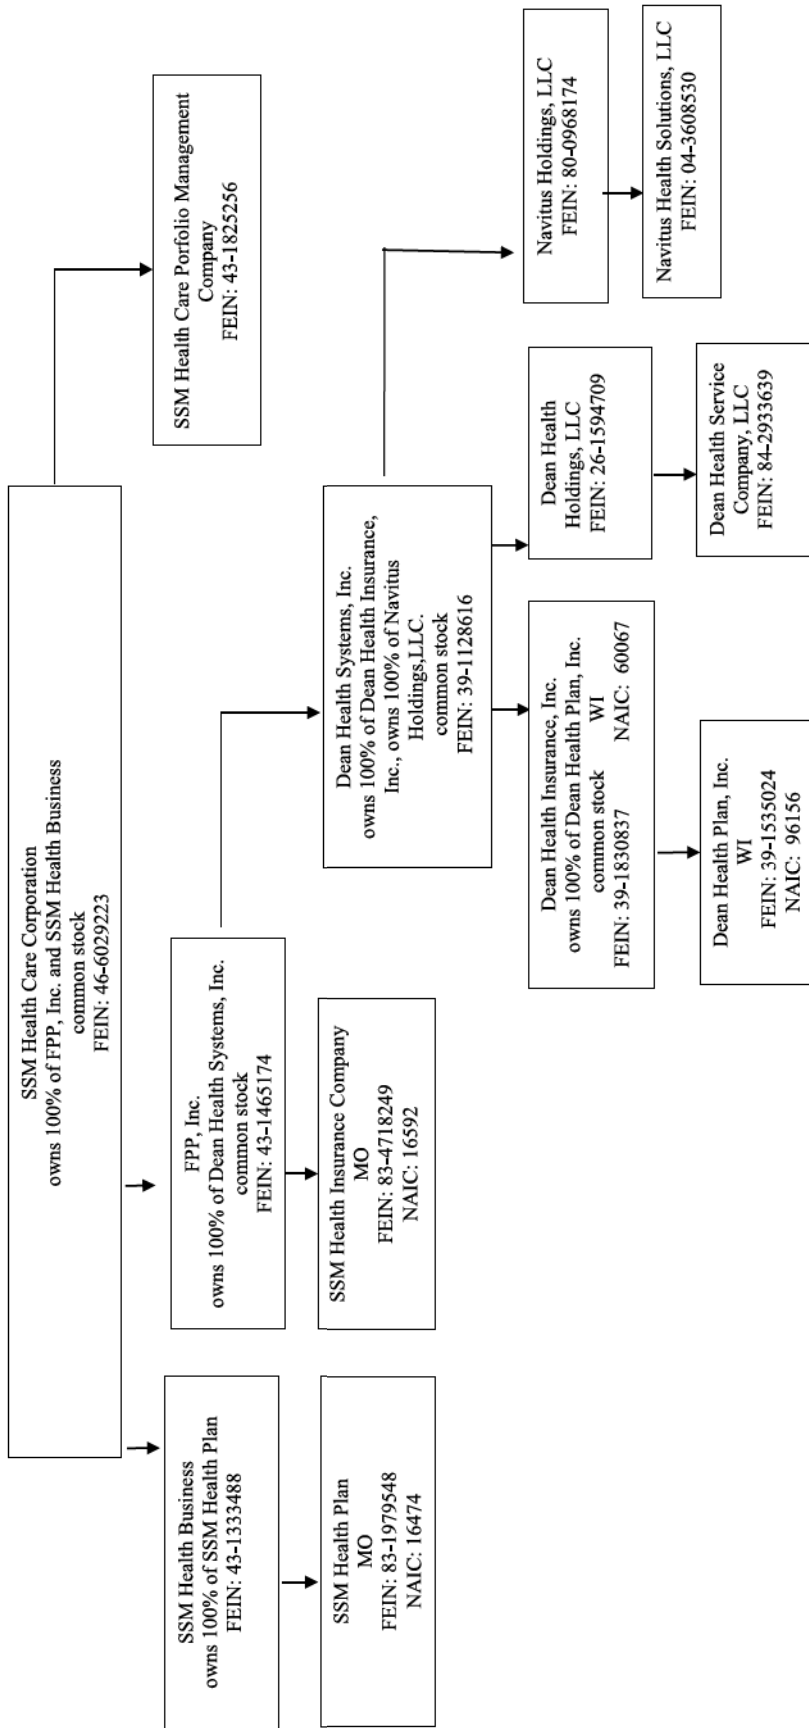 SSM Health Care Corporation
owns 100% of FPP, Inc. and SSM Health Business
common stock
FEIN: 46-6029223
SSM Health Business
owns 100% of SSM Health Plan
FEIN: 43-1333488
FPP, Inc.
owns 100% of Dean Health Systems, Inc.
common stock
FEIN: 43-1465174
SSM Health Care Porfolio Management
Company
FEIN: 43-1825256
SSM Health Plan
MO
FEIN: 83-1979548
NAIC: 16474
SSM Health Insurance Company
MO
FEIN: 83-4718249
NAIC: 16592
Dean Health Systems, Inc.
owns 100% of Dean Health Insurance,
Inc., owns 100% of Navitus
Holdings,LLC.
common stock
FEIN: 39-1128616
Dean Health Insurance, Inc.
owns 100% of Dean Health Plan, Inc.
common stock WI
FEIN: 39-1830837 NAIC: 60067
Dean Health
Holdings, LLC
FEIN: 26-1594709
Navitus Holdings, LLC
FEIN: 80-0968174
Dean Health Plan, Inc.
WI
FEIN: 39-1535024
NAIC: 96156
Dean Health Service
Company, LLC
FEIN: 84-2933639
Navitus Health Solutions, LLC
FEIN: 04-3608530